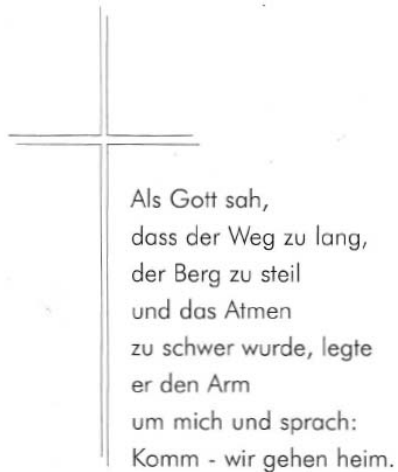 Als Gott sah,
dass der Weg zu lang,
der Berg zu steil
und das Atmen
zu schwer wurde, legte
er den Arm
um mich und sprach:
Komm - wir gehen heim.